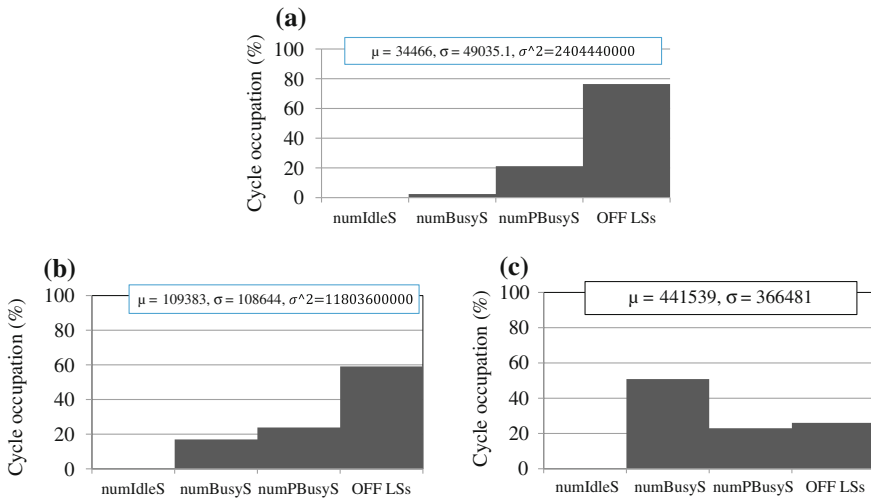 (a)
Cycle occupation (%)
100
80
60
40
20
0
μ = 34466, σ = 49035.1, σ^2=2404440000
numIdleS numBusyS numPBusyS OFF LSs
(b)
Cycle occupation (%)
100
80
60
40
20
0
μ = 109383, σ = 108644, σ^2=11803600000
numIdleS numBusyS numPBusyS OFF LSs
(c)
Cycle occupation (%)
100
80
60
40
20
0
μ = 441539, σ = 366481
numIdleS numBusyS numPBusyS OFF LSs